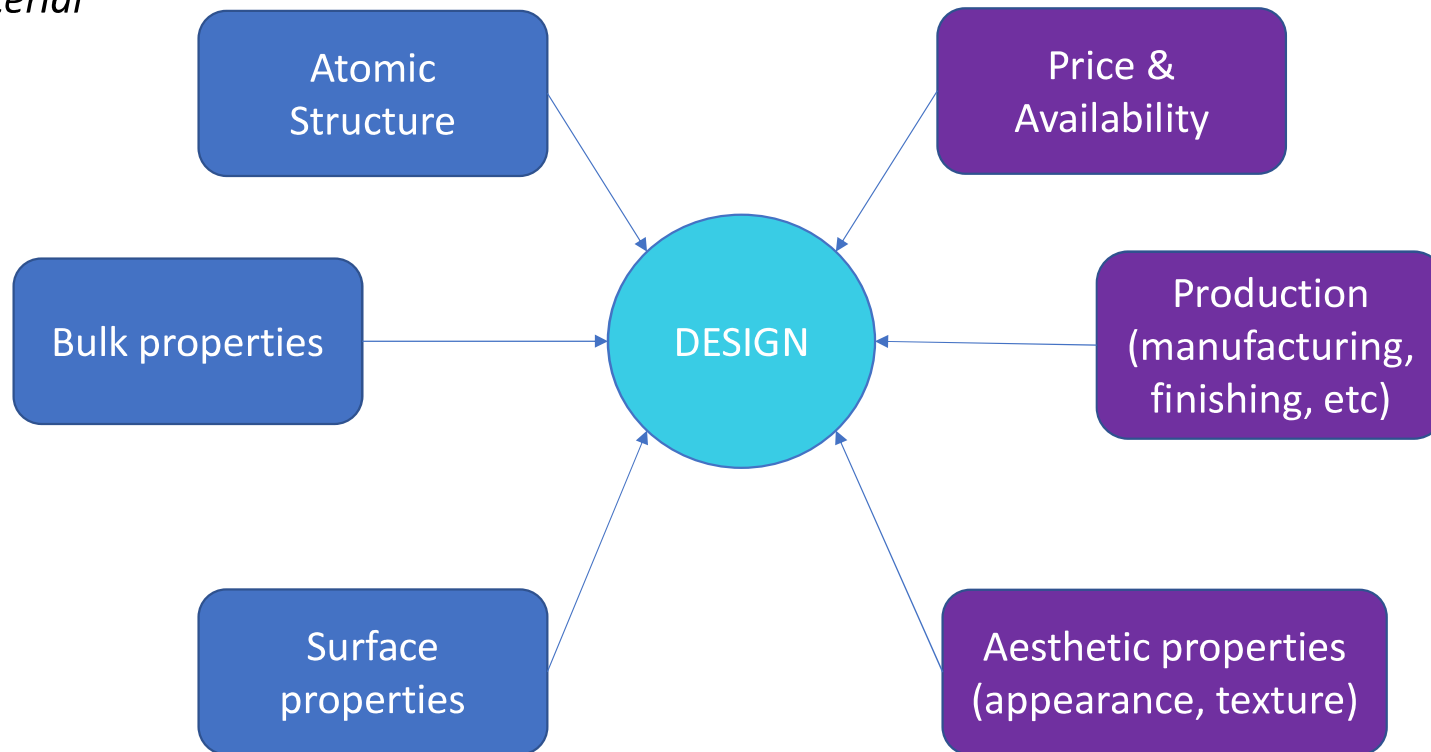 Atomic
Structure
Price &
Availability
Bulk properties
DESIGN
Production
(manufacturing,
finishing, etc)
Surface
properties
Aesthetic properties
(appearance, texture)